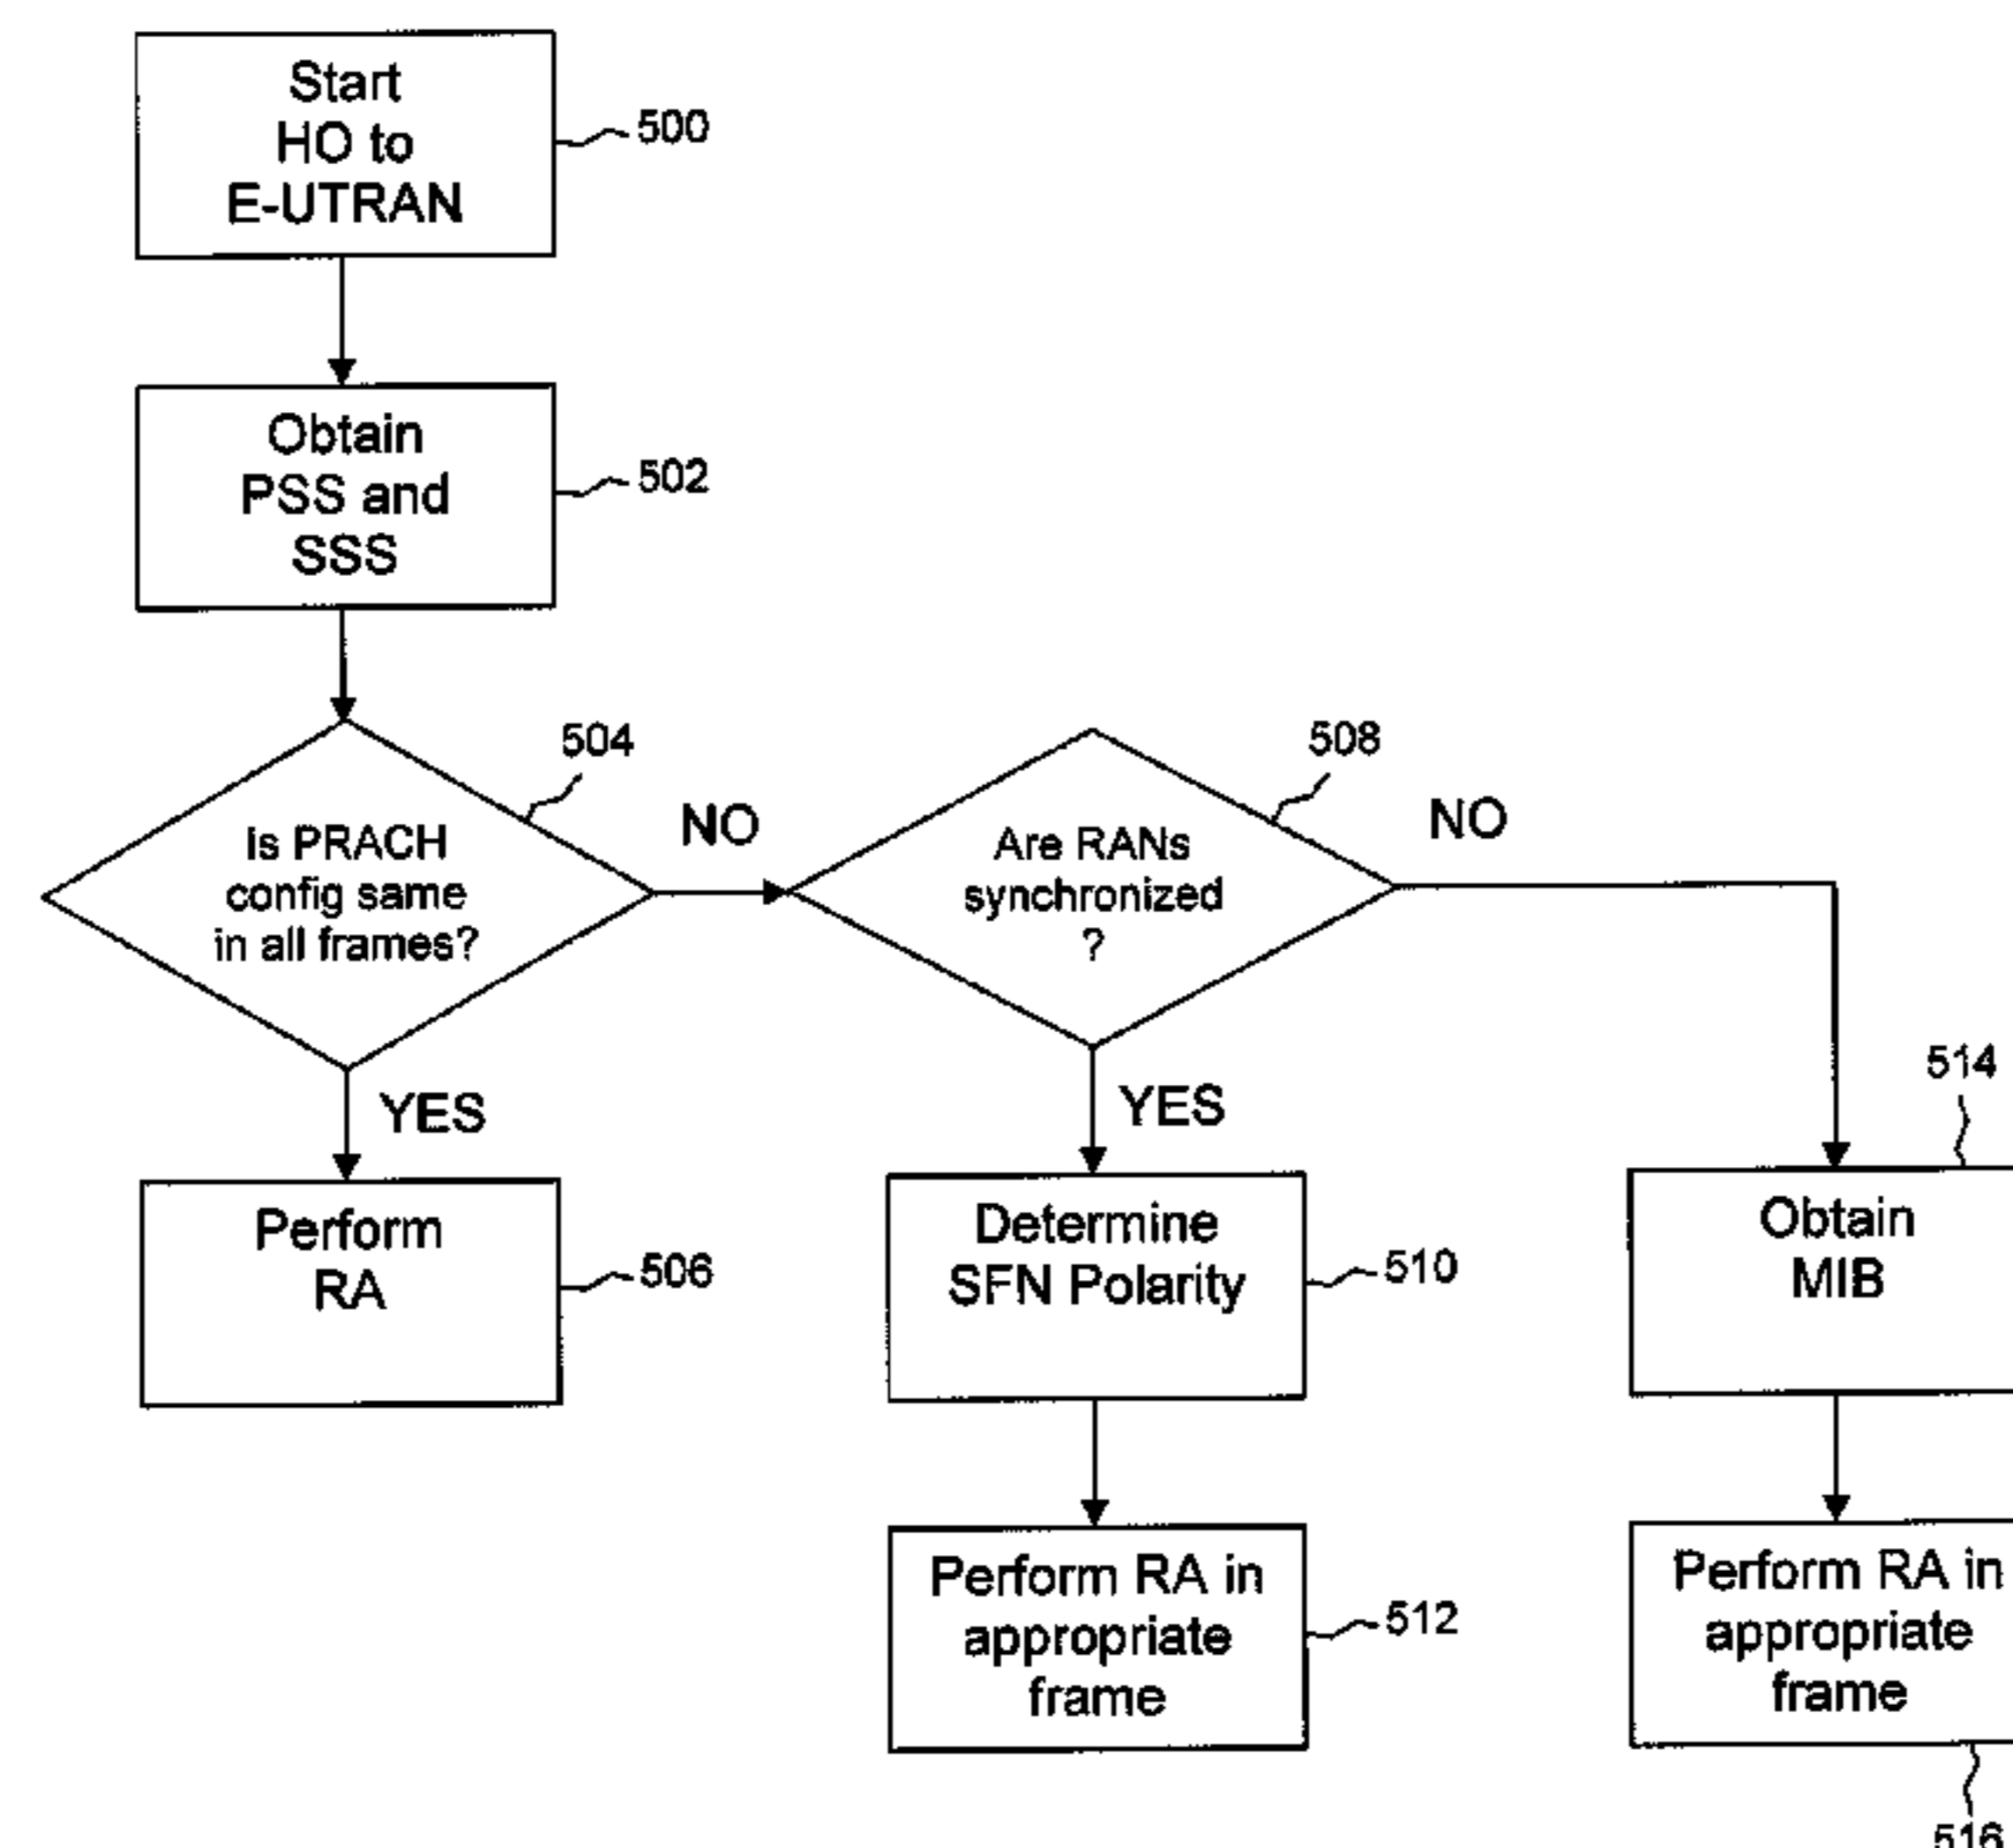 Start
HO to
E-UTRAN
500
Obtain
PSS and
SSS
502
504
Is PRACH
config same
in all frames?
NO
508
Are RANs
synchronized
?
NO
YES
Perform
RA
506
YES
Determine
SFN Polarity
510
514
Obtain
MIB
Perform RA in
appropriate
frame
512
Perform RA in
appropriate
frame
516